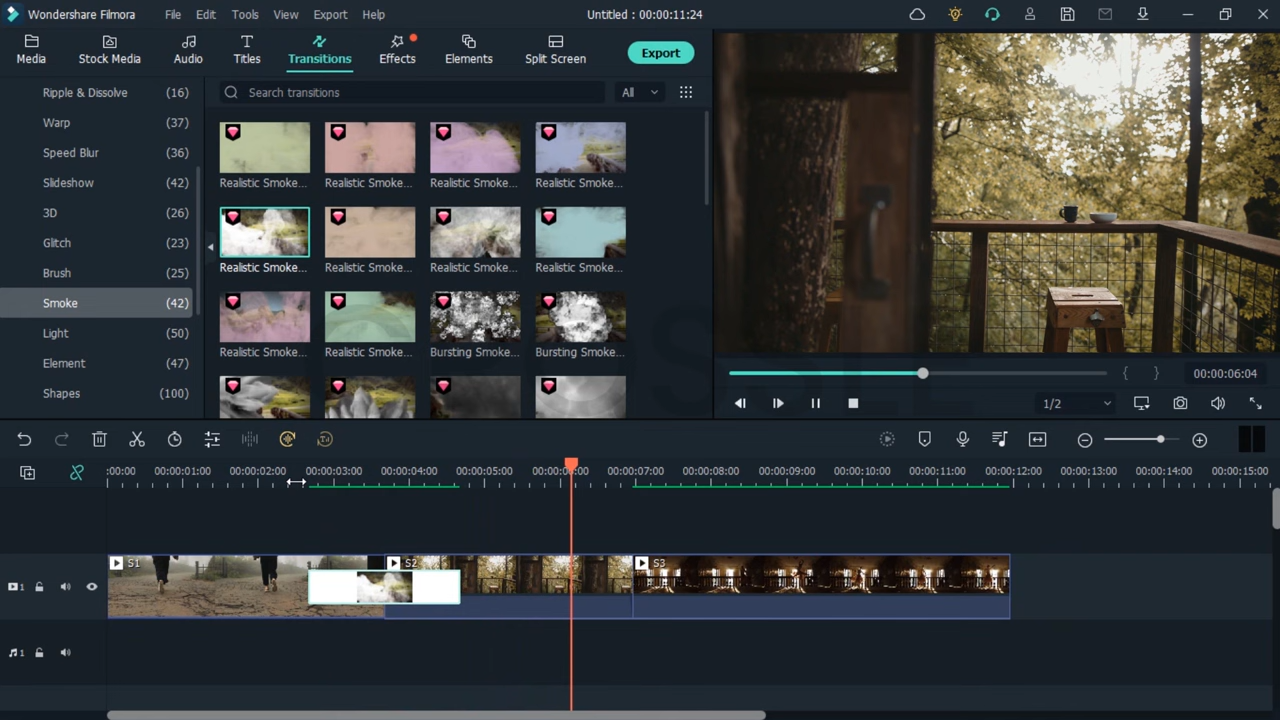 Wondershare Filmora File Edit Tools View Export Help Untitled : 00:00:11:24
Media Stock Media Audio Titles Transitions Effects Elements Split Screen Export
Search transitions All
Ripple & Dissolve (16)
Warp (37)
Speed Blur (36)
Slideshow (42)
3D (26)
Glitch (23)
Brush (25)
Smoke (42)
Light (50)
Element (47)
Shapes (100)
Realistic Smoke... Realistic Smoke... Realistic Smoke... Realistic Smoke...
Realistic Smoke... Realistic Smoke... Realistic Smoke... Realistic Smoke...
Realistic Smoke... Realistic Smoke... Bursting Smoke... Bursting Smoke...
00:00:06:04
1/2
:00:00 00:00:01:00 00:00:02:00 00:00:03:00 00:00:04:00 00:00:05:00 00:00:06:00 00:00:07:00 00:00:08:00 00:00:09:00 00:00:10:00 00:00:11:00 00:00:12:00 00:00:13:00 00:00:14:00 00:00:15:00
S1 S2 S3
1
1